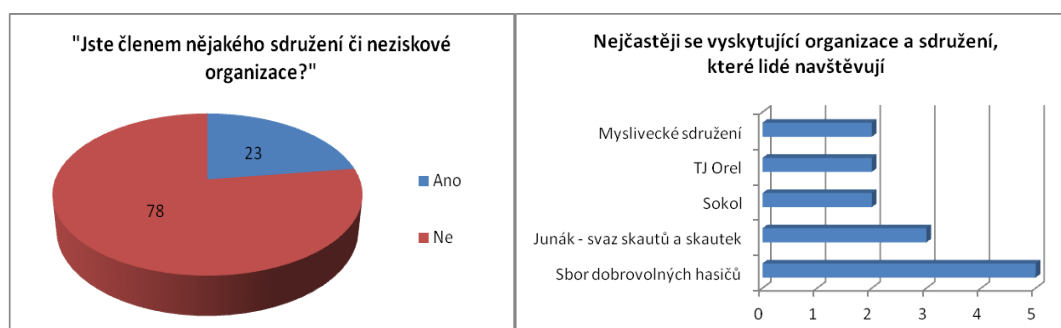 "Jste členem nějakého sdružení či neziskové
organizace?"
23
78
Ano
Ne
Nejčastěji se vyskytující organizace a sdružení,
které lidé navštěvují
Myslivecké sdružení
TJ Orel
Sokol
Junák - svaz skautů a skautek
Sbor dobrovolných hasičů
0 1 2 3 4 5